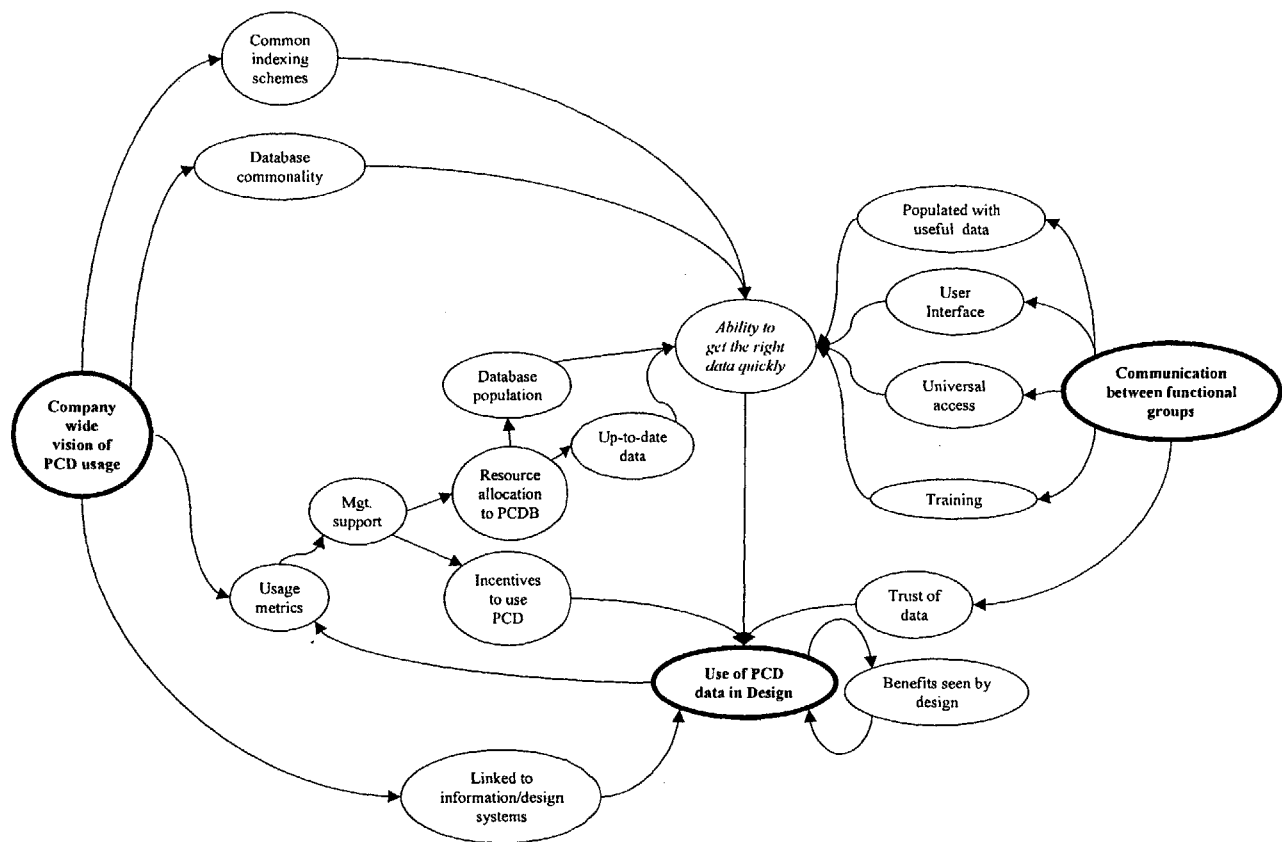 Common
indexing
schemes
Database
commonality
Populated with
useful data
User
Interface
Ability to
get the right
data quickly
Universal
access
Communication
between functional
groups
Database
population
Company
wide
vision of
PCD usage
Up-to-date
data
Resource
allocation
to PCDB
Mgt.
support
Training
Usage
metrics
Incentives
to use
PCD
Trust of
data
Use of PCD
data in Design
Benefits seen by
design
Linked to
information/design
systems